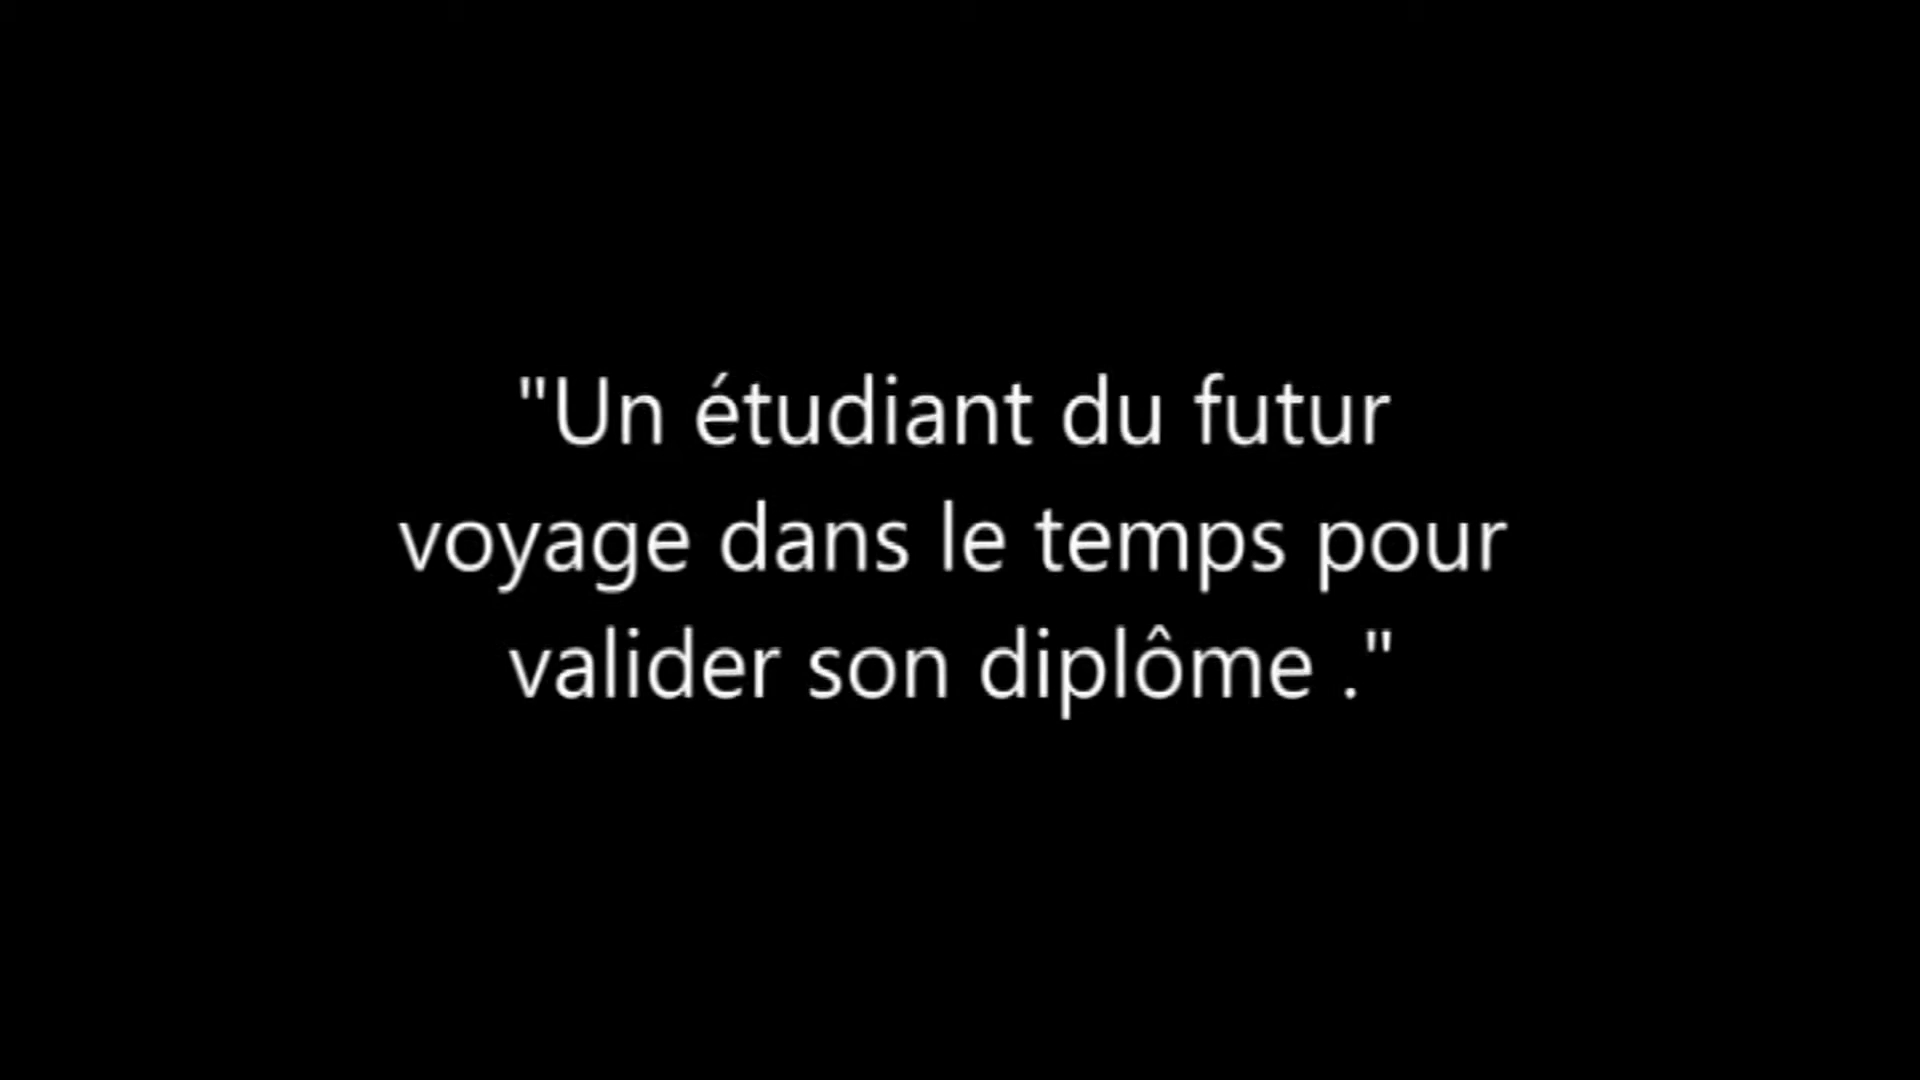 "Un étudiant du futur
voyage dans le temps pour
valider son diplôme ."